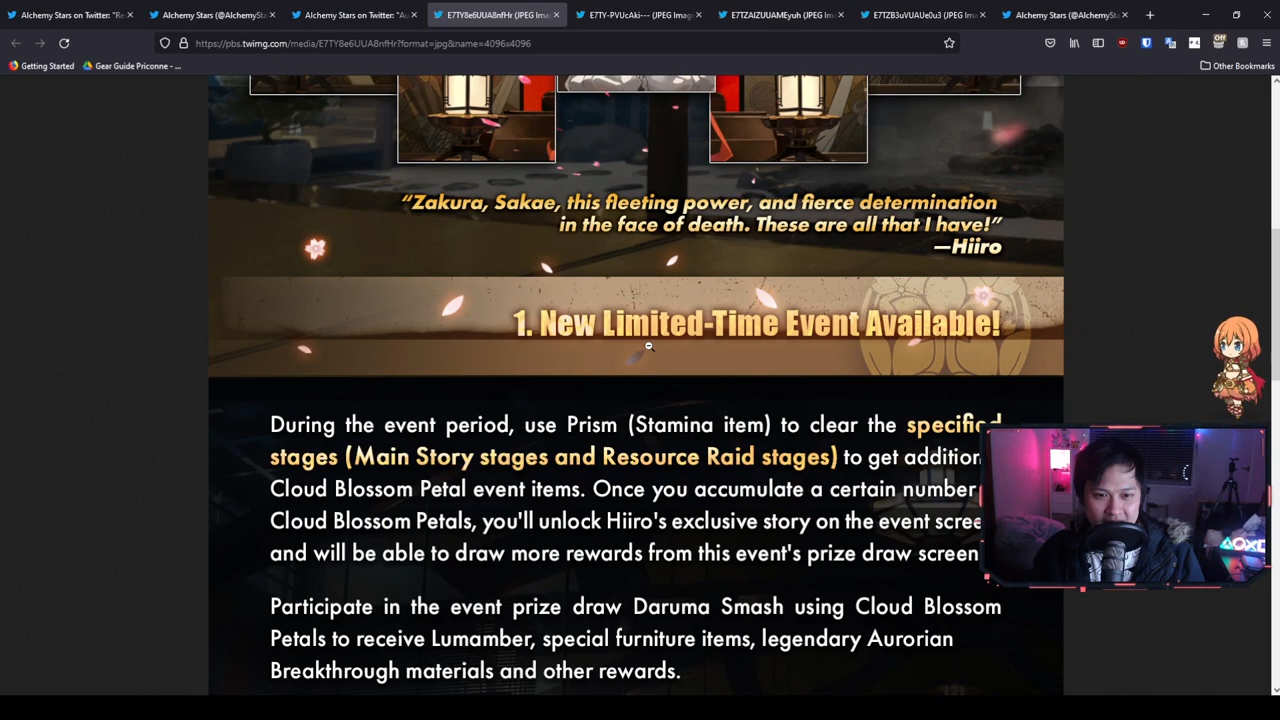 Alchemy Stars on Twitter: "Re
Alchemy Stars (@AlchemySta
Alchemy Stars on Twitter: "Au
E7TY8e6UUA8nfHr (JPEG Ima
E7TY-PVUcAki--- (JPEG Image
E7TZAIZUUAMEyuh (JPEG Im
E7TZB3uVUAUe0u3 (JPEG Im
Alchemy Stars (@AlchemySta
https://pbs.twimg.com/media/E7TY8e6UUA8nfHr?format=jpg&name=4096x4096
Off
Getting Started
Gear Guide Priconne - ...
Other Bookmarks
“Zakura, Sakae, this fleeting power, and fierce determination
in the face of death. These are all that I have!”
—Hiiro
1. New Limited-Time Event Available!
During the event period, use Prism (Stamina item) to clear the specified
stages (Main Story stages and Resource Raid stages) to get addition
Cloud Blossom Petal event items. Once you accumulate a certain number
Cloud Blossom Petals, you'll unlock Hiiro's exclusive story on the event scree
and will be able to draw more rewards from this event's prize draw screen
Participate in the event prize draw Daruma Smash using Cloud Blossom
Petals to receive Lumamber, special furniture items, legendary Aurorian
Breakthrough materials and other rewards.